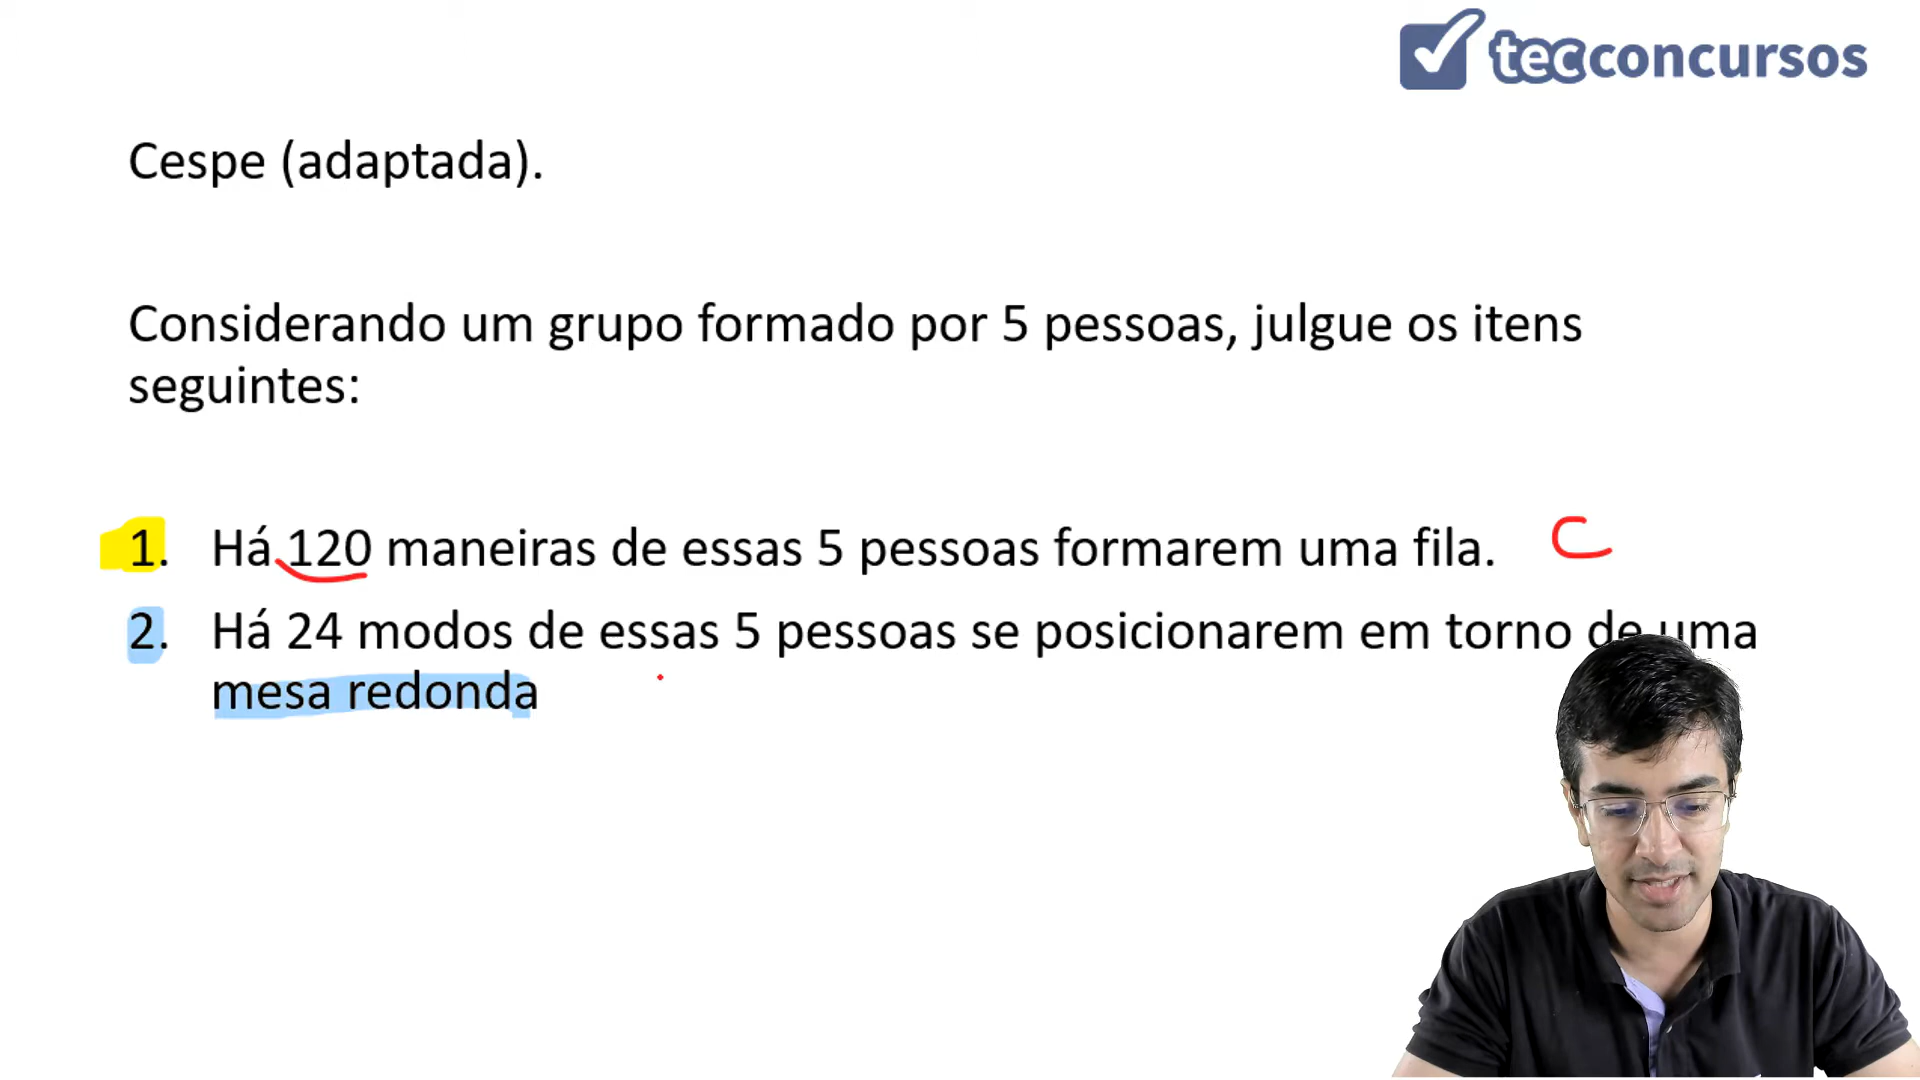 tecconcursos
Cespe (adaptada).
Considerando um grupo formado por 5 pessoas, julgue os itens
seguintes:
1. Há 120 maneiras de essas 5 pessoas formarem uma fila. C
2. Há 24 modos de essas 5 pessoas se posicionarem em torno de uma
mesa redonda